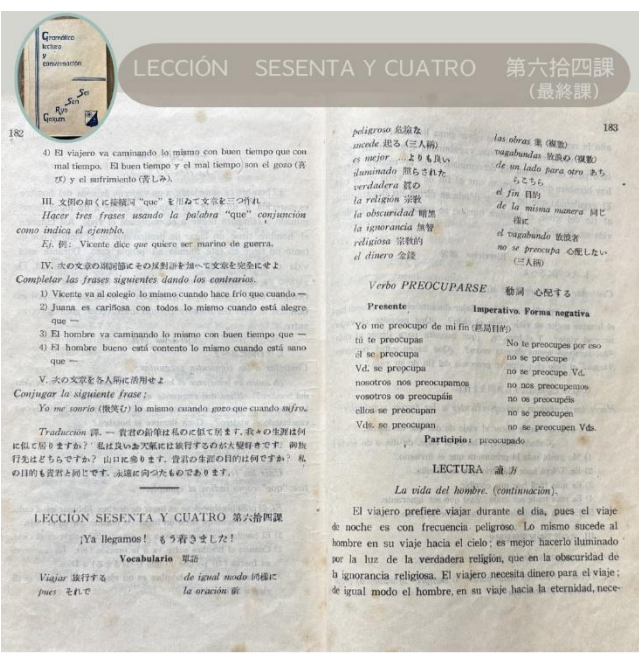 Gramática
lectura
y
conversación
LECCIÓN SESENTA Y CUATRO 第六拾四課
(最終課)
182
4) El viajero va caminando lo mismo con buen tiempo que con
mal tiempo. El buen tiempo y el mal tiempo son el gozo (喜
び) y el sufrimiento (苦しみ).
III. 文例の如くに接續詞 "que" を用ゐて文章を三つ作れ
Hacer tres frases usando la palabra "que" conjunción
como indica el ejemplo.
Ej. 例: Vicente dice que quiere ser marino de guerra.
IV. 次の文章の副詞節にその反對語を加へて文章を完全にせよ
Completar las frases siguientes dando los contrarios.
1) Vicente va al colegio lo mismo cuando hace frío que cuando —
2) Juana es cariñosa con todos lo mismo cuando está alegre
que —
3) El hombre va caminando lo mismo con buen tiempo que —
4) El hombre bueno está contento lo mismo cuando está sano
que —
V. 次の文章を各人稱に活用せよ
Conjugar la siguiente frase:
Yo me sonrío (微笑む) lo mismo cuando gozo que cuando sufro.
Traducción 譯. — 貴君の鉛筆は私のに似て居ます. 我々の生涯は何
に似て居りますか? 私は良いお天氣には旅行するのが大變好きです. 御旅
行先はどちらですか? 山口に參ります. 貴君の生涯の目的は何ですか? 私
の目的も貴君と同じです. 永遠に向つたものであります.
LECCIÓN SESENTA Y CUATRO 第六拾四課
¡Ya llegamos! もう着きました!
Vocabulario 單語
Viajar 旅行する de igual modo 同樣に
pues それで la oración 祈
183
peligroso 危險な las obras 業 (複數)
sucede 起る (三人稱) vagabundas 放浪の (複數)
es mejor ...よりも良い de un lado para otro あち
らこちら
iluminado 照らされた
verdadera 眞の el fin 目的
la religión 宗敎 de la misma manera 同じ
樣に
la obscuridad 暗黑
la ignorancia 無智 el vagabundo 放浪者
religiosa 宗敎的 no se preocupa 心配しない
(三人稱)
el dinero 金錢
Verbo PREOCUPARSE 動詞 心配する
Presente Imperativo. Forma negativa
Yo me preocupo de mi fin (終局目的)
tú te preocupas No te preocupes por eso
él se preocupa no se preocupe
Vd. se preocupa no se preocupe Vd.
nosotros nos preocupamos no nos preocupemos
vosotros os preocupáis no os preocupéis
ellos se preocupan no se preocupen
Vds. se preocupan no se preocupen Vds.
Participio: preocupado
LECTURA 讀方
La vida del hombre. (continuación).
El viajero prefiere viajar durante el día, pues el viaje
de noche es con frecuencia peligroso. Lo mismo sucede al
hombre en su viaje hacia el cielo; es mejor hacerlo iluminado
por la luz de la verdadera religión, que en la obscuridad de
la ignorancia religiosa. El viajero necesita dinero para el viaje;
de igual modo el hombre, en su viaje hacia la eternidad, nece-